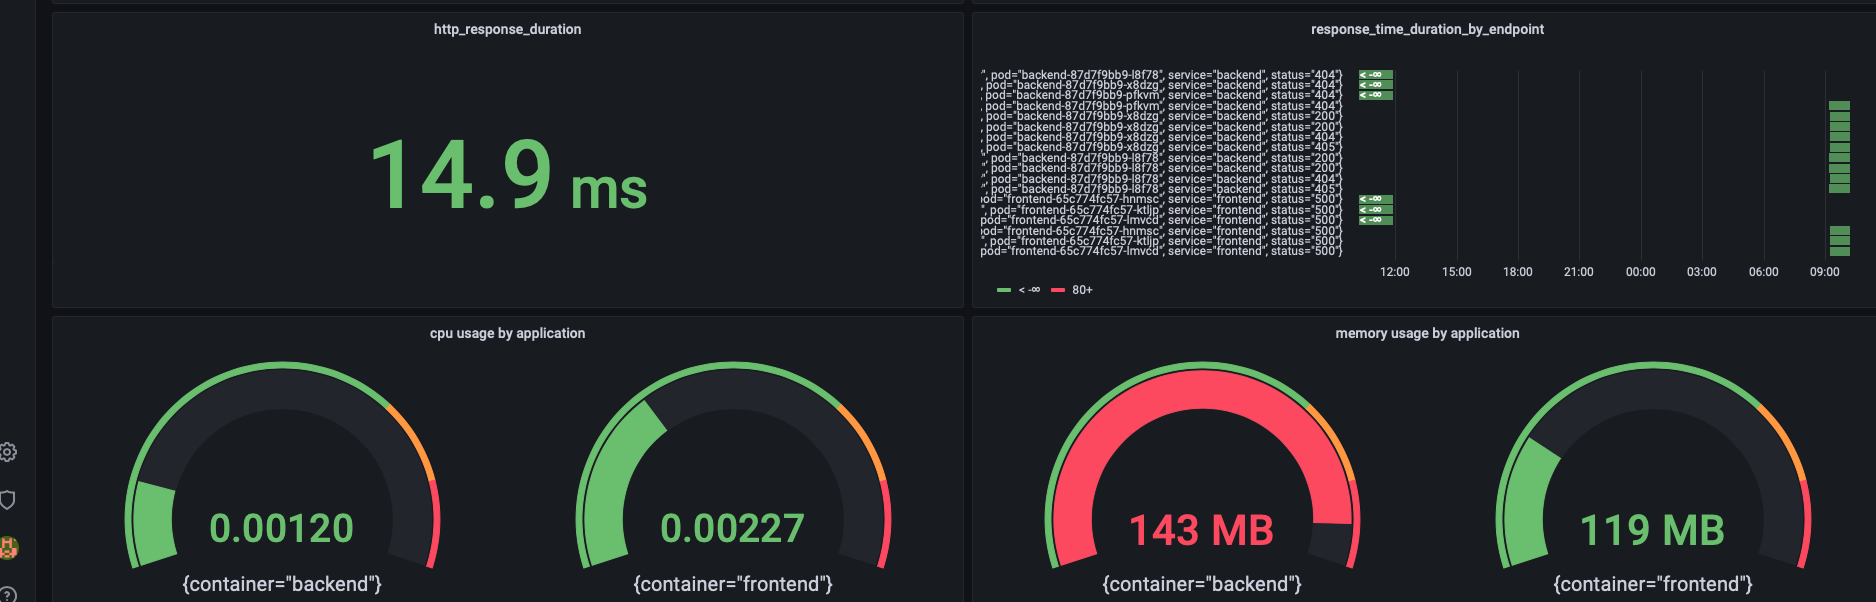 http_response_duration
14.9 ms
response_time_duration_by_endpoint
", pod="backend-87d7f9bb9-l8f78", service="backend", status="404"} < -∞
, pod="backend-87d7f9bb9-x8dzg", service="backend", status="404"} < -∞
, pod="backend-87d7f9bb9-pfkvm", service="backend", status="404"} < -∞
, pod="backend-87d7f9bb9-pfkvm", service="backend", status="404"}
, pod="backend-87d7f9bb9-x8dzg", service="backend", status="200"}
, pod="backend-87d7f9bb9-x8dzg", service="backend", status="200"}
, pod="backend-87d7f9bb9-x8dzg", service="backend", status="404"}
, pod="backend-87d7f9bb9-x8dzg", service="backend", status="405"}
", pod="backend-87d7f9bb9-l8f78", service="backend", status="200"}
", pod="backend-87d7f9bb9-l8f78", service="backend", status="200"}
", pod="backend-87d7f9bb9-l8f78", service="backend", status="404"}
", pod="backend-87d7f9bb9-l8f78", service="backend", status="405"}
pod="frontend-65c774fc57-hnmsc", service="frontend", status="500"} < -∞
", pod="frontend-65c774fc57-ktljp", service="frontend", status="500"} < -∞
pod="frontend-65c774fc57-lmvcd", service="frontend", status="500"} < -∞
pod="frontend-65c774fc57-hnmsc", service="frontend", status="500"}
", pod="frontend-65c774fc57-ktljp", service="frontend", status="500"}
pod="frontend-65c774fc57-lmvcd", service="frontend", status="500"}
12:00 15:00 18:00 21:00 00:00 03:00 06:00 09:00
< -∞ 80+
cpu usage by application
0.00120
{container="backend"}
0.00227
{container="frontend"}
memory usage by application
143 MB
{container="backend"}
119 MB
{container="frontend"}